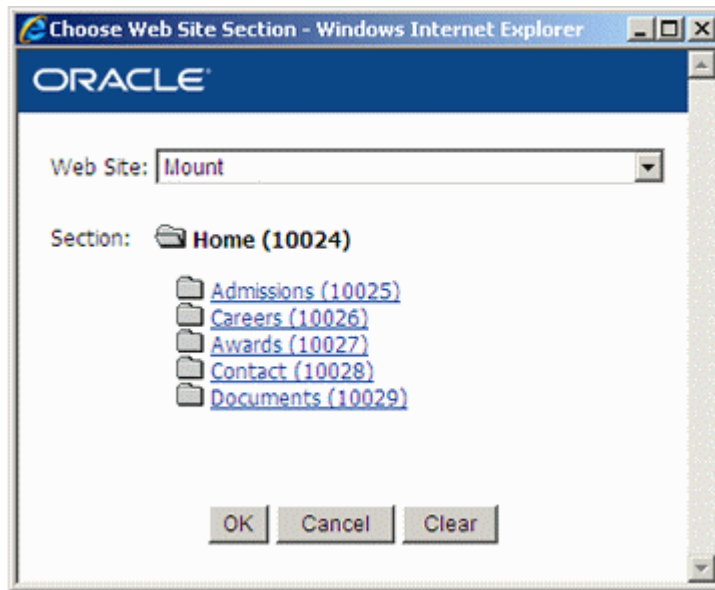 Choose Web Site Section - Windows Internet Explorer
ORACLE
Web Site: Mount
Section: Home (10024)
Admissions (10025)
Careers (10026)
Awards (10027)
Contact (10028)
Documents (10029)
OK Cancel Clear